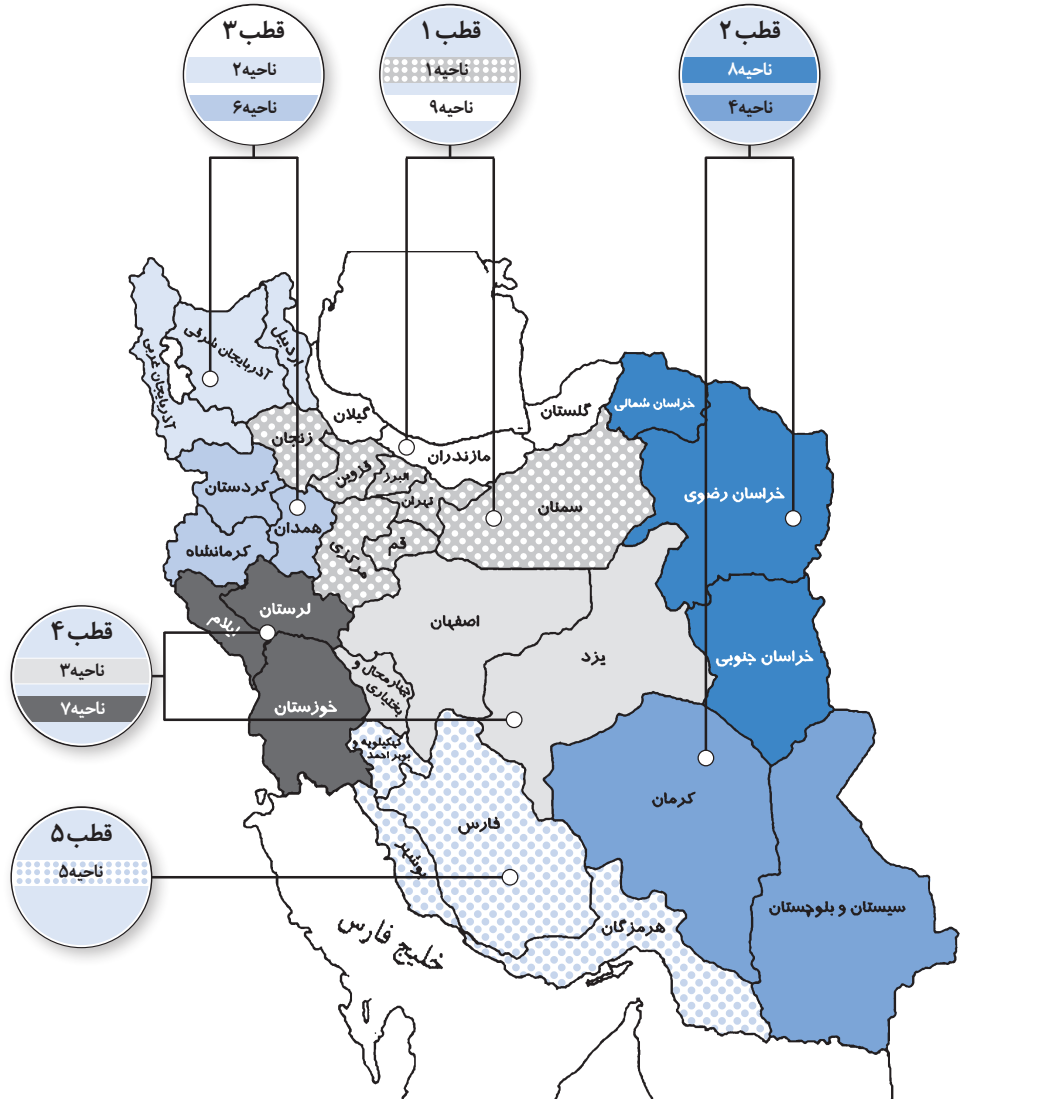 قطب ۳
ناحیه۲
ناحیه۶
قطب ۱
ناحیه۱
ناحیه۹
قطب ۲
ناحیه۸
ناحیه۴
آذربایجان شرقی
آذربایجان غربی
اردبیل
گیلان
مازندران
گلستان
خراسان شمالی
زنجان
قزوین
البرز
تهران
سمنان
خراسان رضوی
کردستان
همدان
کرمانشاه
مرکزی
قم
لرستان
ایلام
اصفهان
یزد
خراسان جنوبی
قطب ۴
ناحیه۳
ناحیه۷
خوزستان
چهارمحال و
بختیاری
کهکیلویه و
بویر احمد
کرمان
فارس
بوشهر
قطب ۵
ناحیه۵
سیستان و بلوچستان
هرمزگان
خلیج فارس